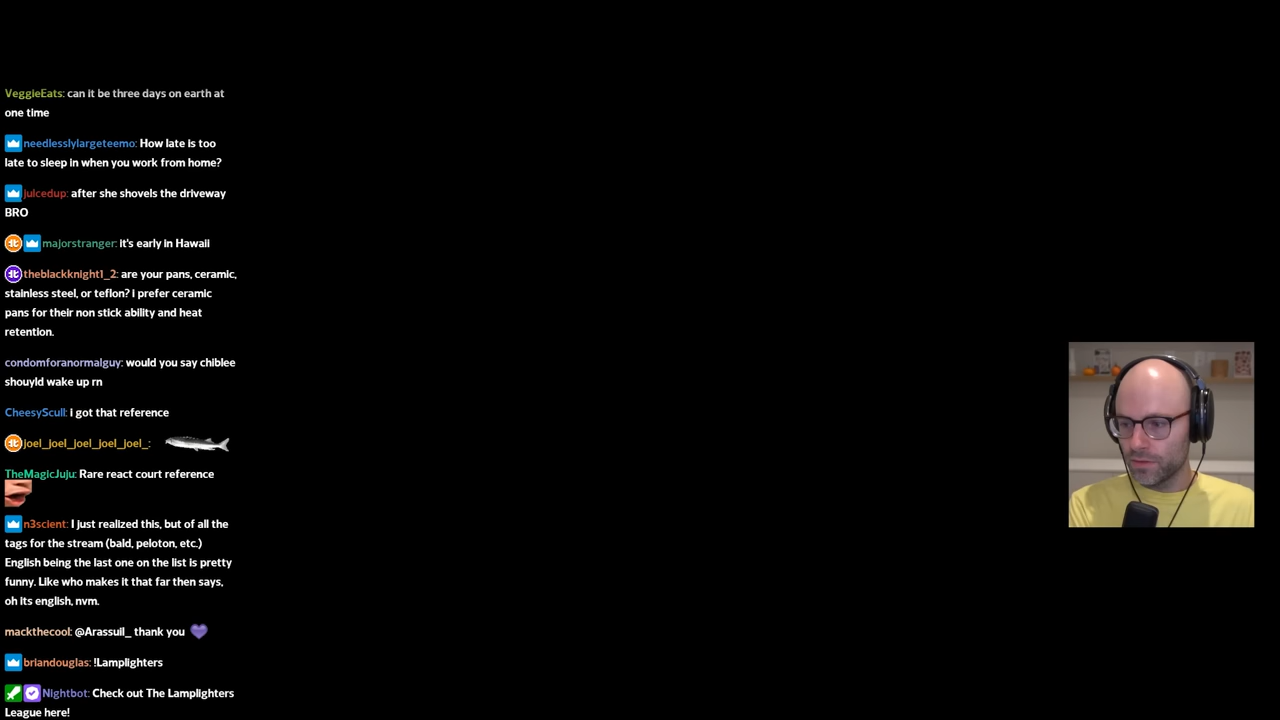 VeggieEats: can it be three days on earth at
one time
needlesslylargeteemo: How late is too
late to sleep in when you work from home?
julcedup: after she shovels the driveway
BRO
majorstranger: it's early in Hawaii
theblackknight1_2: are your pans, ceramic,
stainless steel, or teflon? i prefer ceramic
pans for their non stick ability and heat
retention.
condomforanormalguy: would you say chiblee
shouyld wake up rn
CheesyScull: i got that reference
joel_joel_joel_joel_joel_:
TheMagicJuju: Rare react court reference
n3scient: I just realized this, but of all the
tags for the stream (bald, peloton, etc.)
English being the last one on the list is pretty
funny. Like who makes it that far then says,
oh its english, nvm.
mackthecool: @Arassuil_ thank you
briandouglas: !Lamplighters
Nightbot: Check out The Lamplighters
League here!